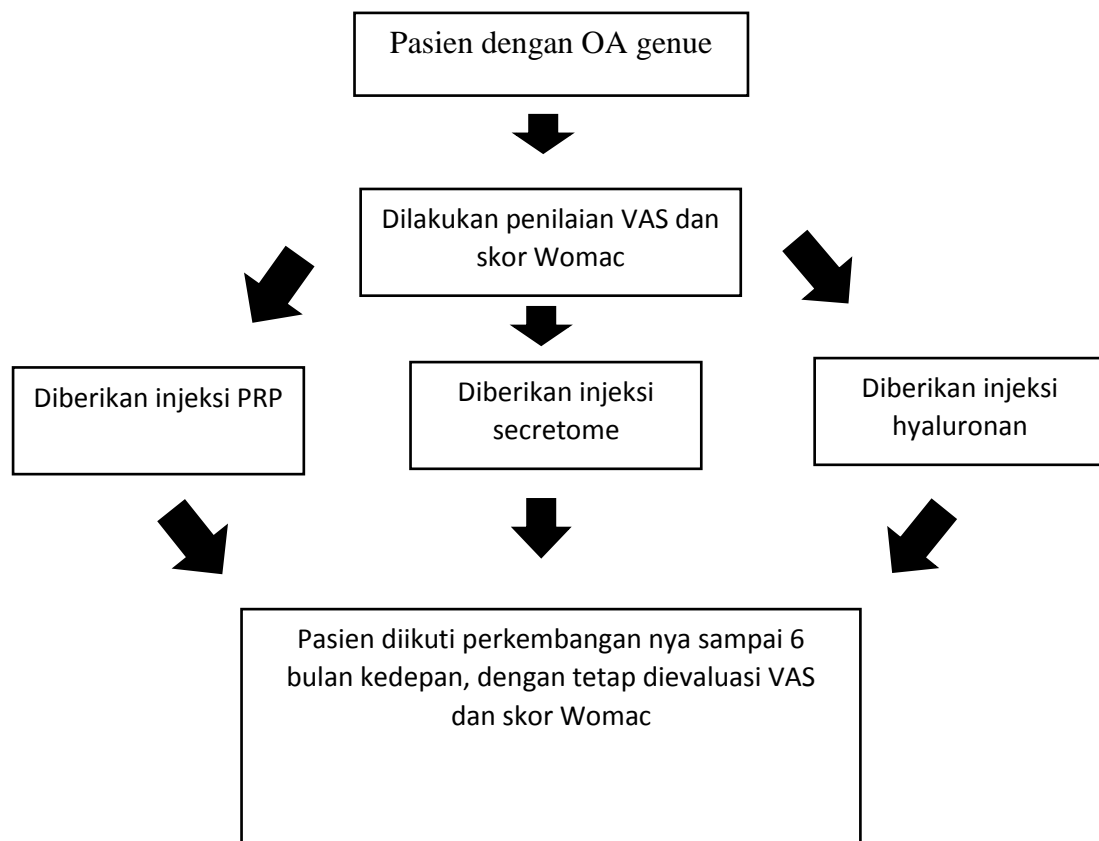 Pasien dengan OA genue
Dilakukan penilaian VAS dan
skor Womac
Diberikan injeksi PRP
Diberikan injeksi
secretome
Diberikan injeksi
hyaluronan
Pasien diikuti perkembangan nya sampai 6
bulan kedepan, dengan tetap dievaluasi VAS
dan skor Womac